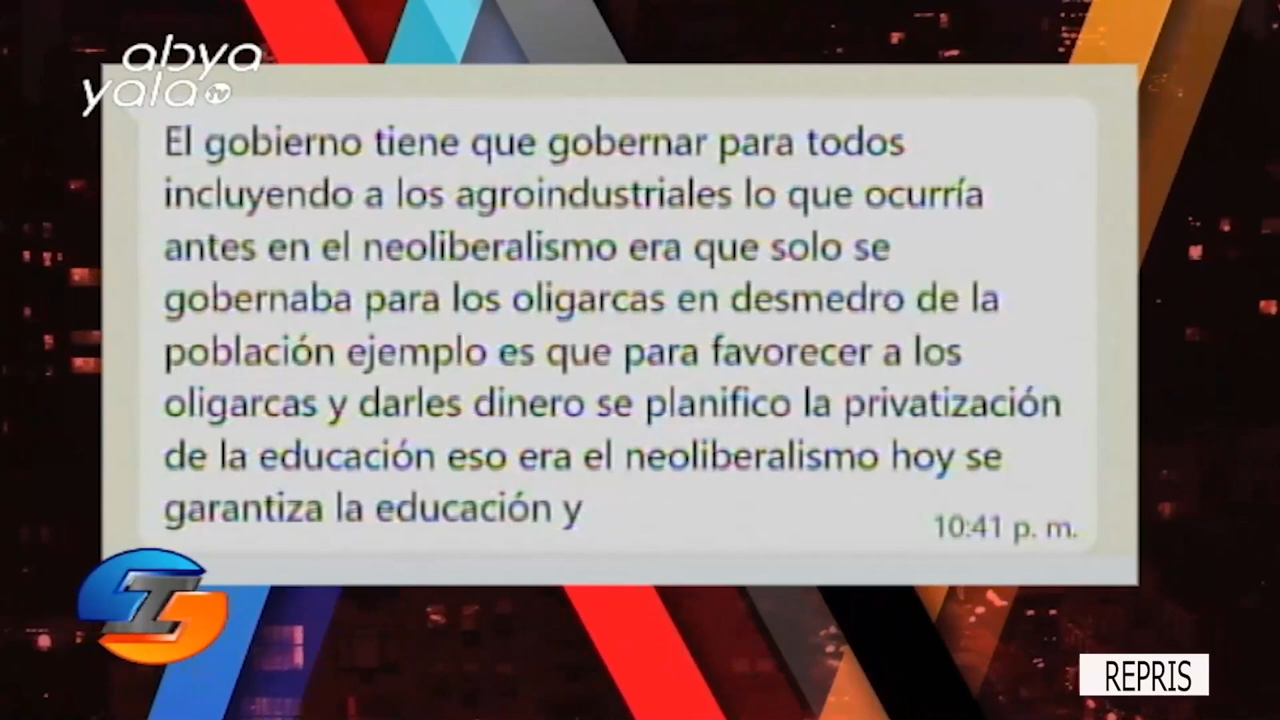 abya
yala tv
El gobierno tiene que gobernar para todos
incluyendo a los agroindustriales lo que ocurría
antes en el neoliberalismo era que solo se
gobernaba para los oligarcas en desmedro de la
población ejemplo es que para favorecer a los
oligarcas y darles dinero se planifico la privatización
de la educación eso era el neoliberalismo hoy se
garantiza la educación y
10:41 p. m.
REPRIS